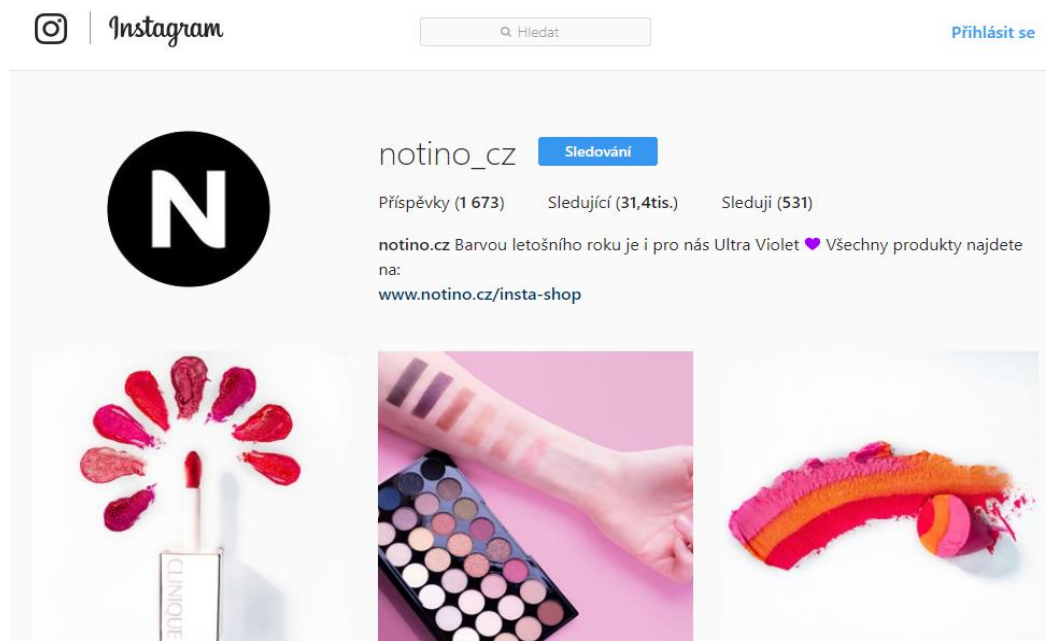 Instagram
Hledat
Přihlásit se
N
notino_cz
Sledování
Příspěvky (1 673) Sledující (31,4tis.) Sleduji (531)
notino.cz Barvou letošního roku je i pro nás Ultra Violet 💜 Všechny produkty najdete
na:
www.notino.cz/insta-shop
CLINIQUE